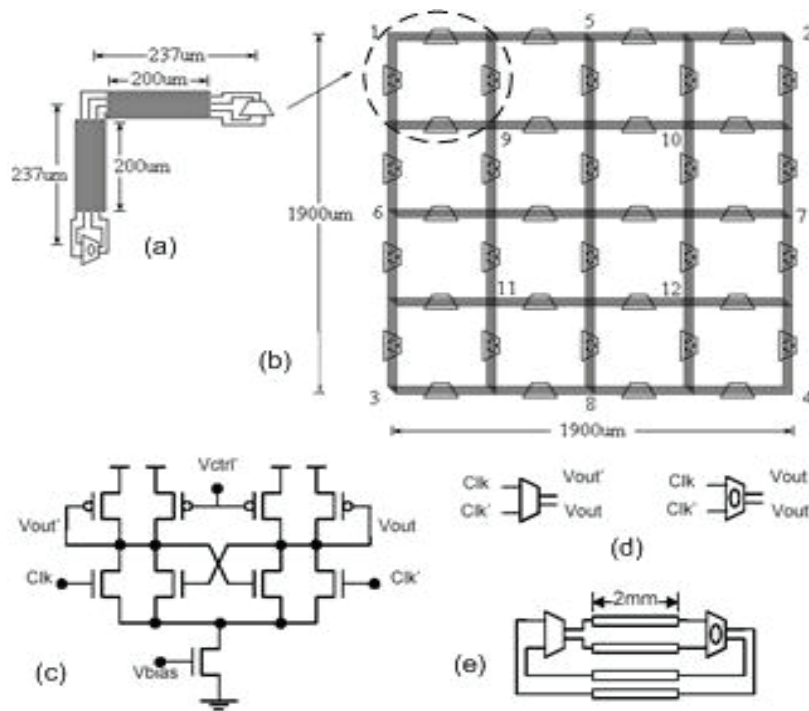 237um
200um
237um
200um
(a)
1
5
2
9
10
6
7
11
12
3
8
4
1900um
1900um
(b)
Vctrl'
Vout'
Vout
Clk
Clk'
Vbias
(c)
Clk
Clk'
Vout'
Vout
Clk
Clk'
Vout
Vout'
(d)
2mm
(e)